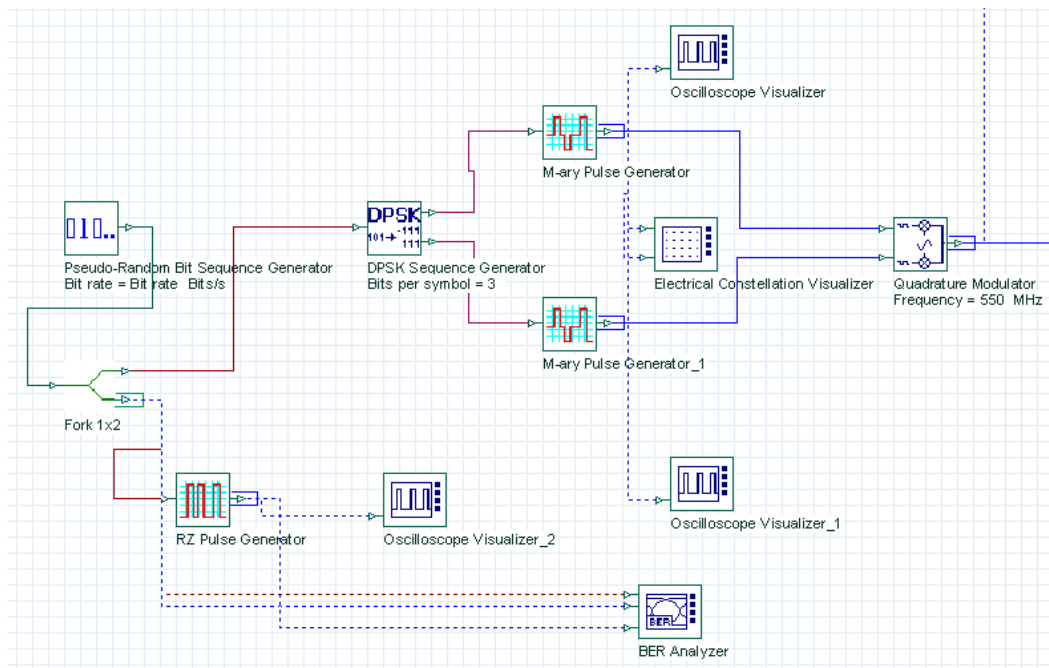 Oscilloscope Visualizer
M-ary Pulse Generator
010..
Pseudo-Random Bit Sequence Generator
Bit rate = Bit rate Bits/s
DPSK
101→ -111
111
DPSK Sequence Generator
Bits per symbol = 3
Electrical Constellation Visualizer
Quadrature Modulator
Frequency = 550 MHz
M-ary Pulse Generator_1
Fork 1x2
RZ Pulse Generator
Oscilloscope Visualizer_2
Oscilloscope Visualizer_1
BER
BER Analyzer